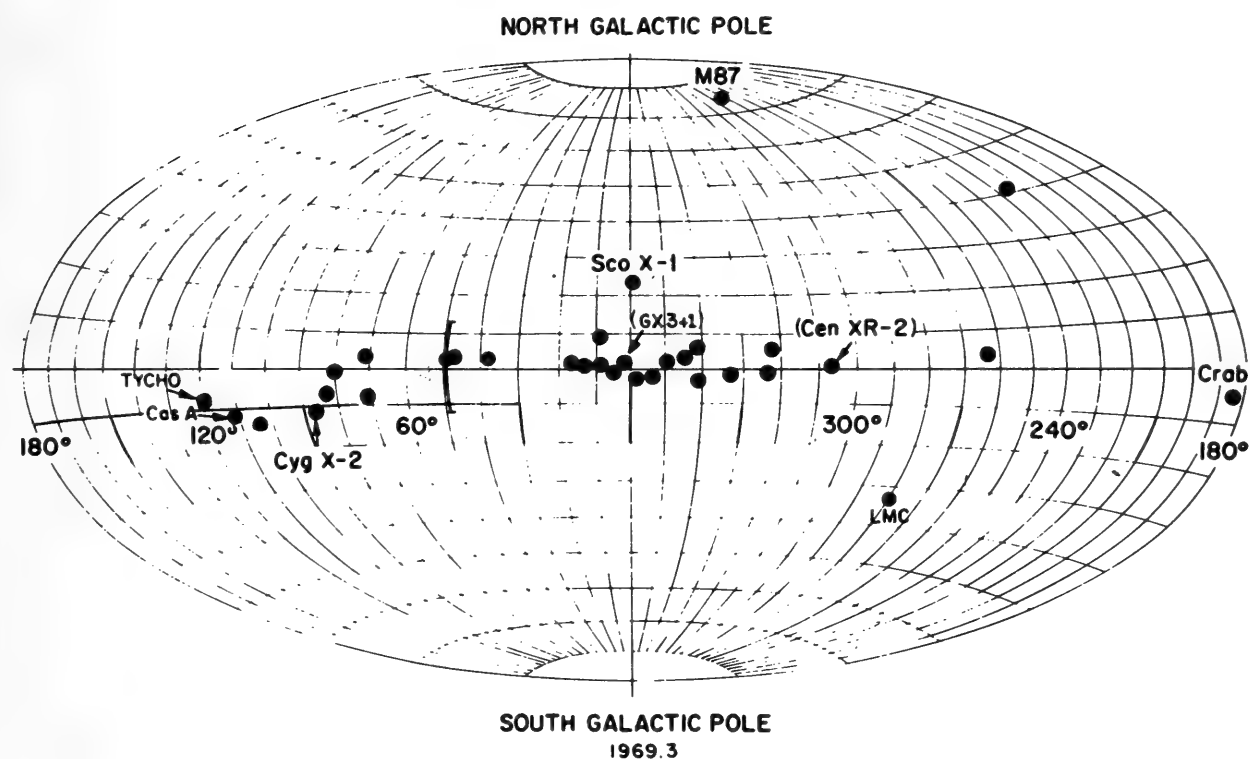 NORTH GALACTIC POLE
M87
Sco X-1
(GX3+1)
(Cen XR-2)
TYCHO
Crab
Cas A
180°
120°
60°
300°
240°
180°
Cyg X-2
LMC
SOUTH GALACTIC POLE
1969.3